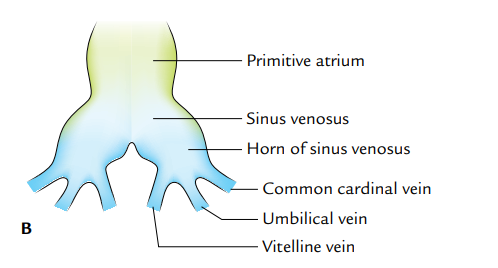 Primitive atrium
Sinus venosus
Horn of sinus venosus
Common cardinal vein
Umbilical vein
B
Vitelline vein